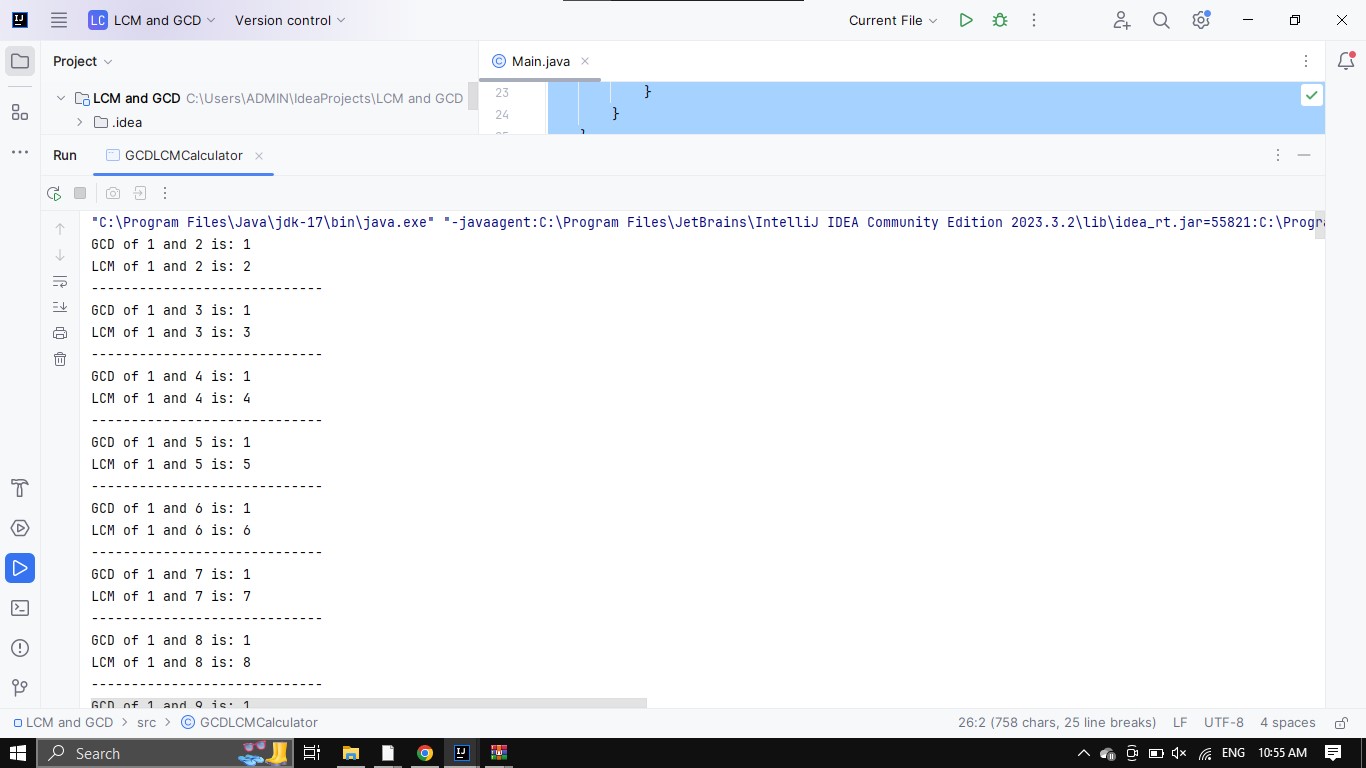 LC LCM and GCD Version control Current File
Project
Main.java
LCM and GCD C:\Users\ADMIN\IdeaProjects\LCM and GCD
.idea
23 }
24 }
Run GCDLCMCalculator
"C:\Program Files\Java\jdk-17\bin\java.exe" "-javaagent:C:\Program Files\JetBrains\IntelliJ IDEA Community Edition 2023.3.2\lib\idea_rt.jar=55821:C:\Progra
GCD of 1 and 2 is: 1
LCM of 1 and 2 is: 2
-----------------------------
GCD of 1 and 3 is: 1
LCM of 1 and 3 is: 3
-----------------------------
GCD of 1 and 4 is: 1
LCM of 1 and 4 is: 4
-----------------------------
GCD of 1 and 5 is: 1
LCM of 1 and 5 is: 5
-----------------------------
GCD of 1 and 6 is: 1
LCM of 1 and 6 is: 6
-----------------------------
GCD of 1 and 7 is: 1
LCM of 1 and 7 is: 7
-----------------------------
GCD of 1 and 8 is: 1
LCM of 1 and 8 is: 8
-----------------------------
GCD of 1 and 9 is: 1
LCM and GCD > src > GCDLCMCalculator 26:2 (758 chars, 25 line breaks) LF UTF-8 4 spaces
Search ENG 10:55 AM